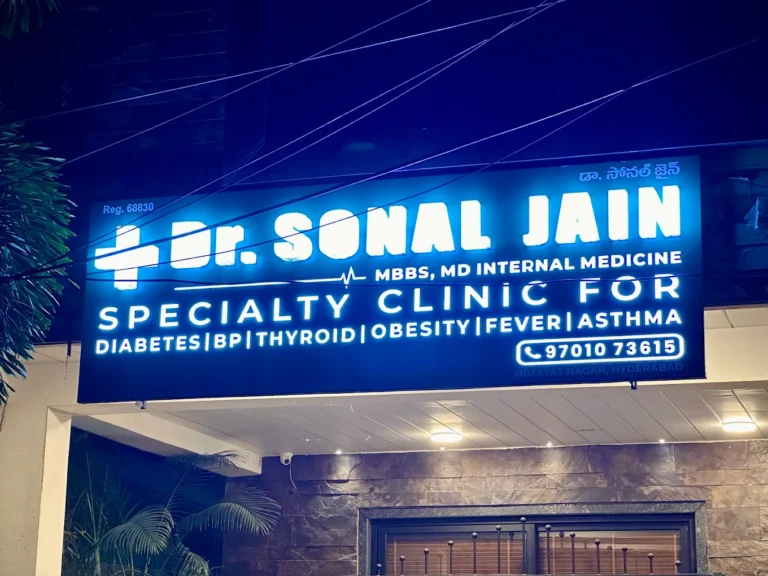 డా. సోనల్ జైన్
Reg. 68830
Dr. SONAL JAIN
MBBS, MD INTERNAL MEDICINE
SPECIALTY CLINIC FOR
DIABETES|BP|THYROID|OBESITY|FEVER|ASTHMA
97010 73615
HIMAYAT NAGAR, HYDERABAD